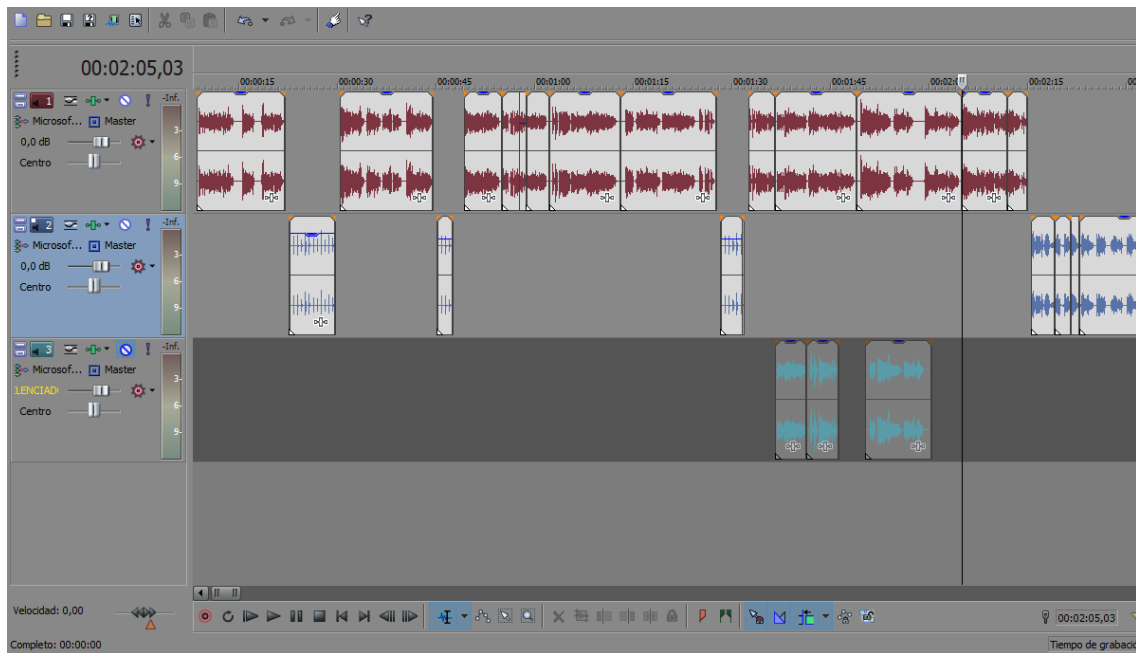 00:02:05,03
00:00:15 00:00:30 00:00:45 00:01:00 00:01:15 00:01:30 00:01:45 00:02:15
1
-Inf.
Microsof... Master
3-
0,0 dB
6-
Centro
9-
2
-Inf.
Microsof... Master
3-
0,0 dB
6-
Centro
9-
3
-Inf.
Microsof... Master
3-
LENCIAD
6-
Centro
9-
Velocidad: 0,00
00:02:05,03
Completo: 00:00:00
Tiempo de grabació